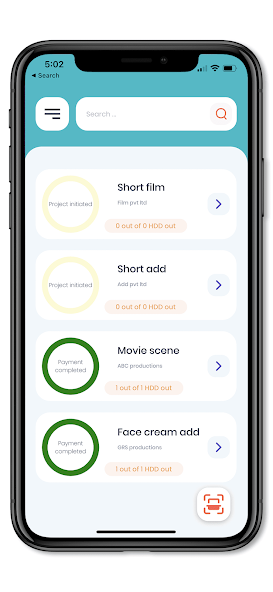 5:02
Search
Search ...
Short film
Project initiated
Film pvt ltd
0 out of 0 HDD out
Short add
Project initiated
Add pvt ltd
0 out of 0 HDD out
Movie scene
Payment
completed
ABC productions
1 out of 1 HDD out
Face cream add
Payment
completed
GRS productions
1 out of 1 HDD out